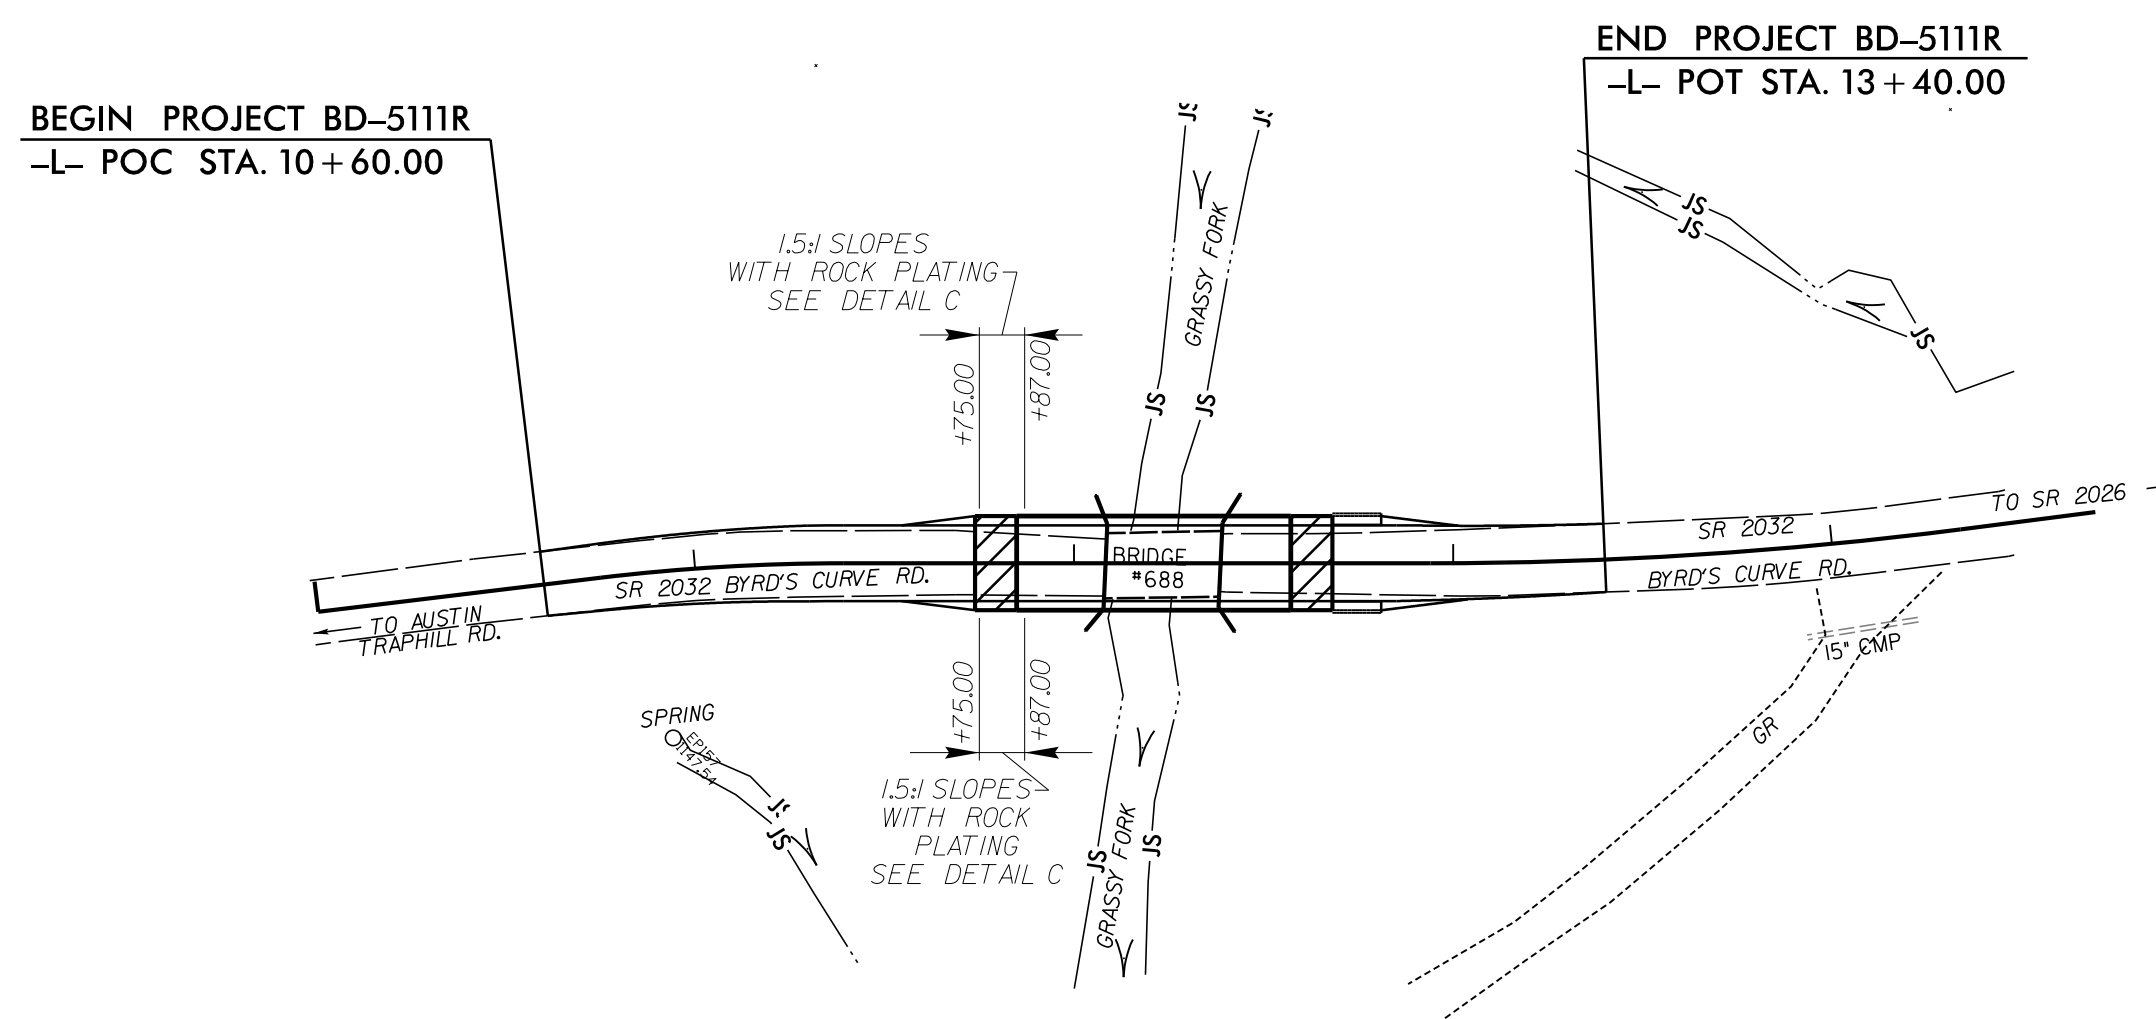 END PROJECT BD–5111R
–L– POT STA. 13+40.00
BEGIN PROJECT BD–5111R
–L– POC STA. 10+60.00
JS
JS
JS
GRASSY FORK
1.5:1 SLOPES
WITH ROCK PLATING
SEE DETAIL C
+75.00
+87.00
JS
JS
JS
TO SR 2026
SR 2032
BRIDGE
#688
SR 2032 BYRD'S CURVE RD.
BYRD'S CURVE RD.
TO AUSTIN
TRAPHILL RD.
15" CMP
+75.00
+87.00
SPRING
EP157
1147.54
GR
1.5:1 SLOPES
WITH ROCK
PLATING
SEE DETAIL C
JS
JS
JS
GRASSY FORK